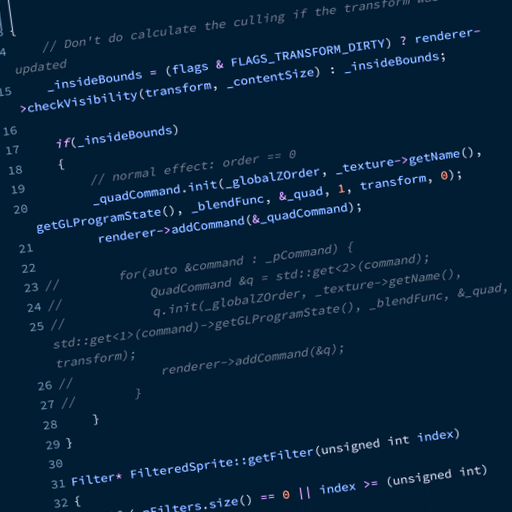 3 {
4 // Don't do calculate the culling if the transform was
updated
15 _insideBounds = (flags & FLAGS_TRANSFORM_DIRTY) ? renderer-
>checkVisibility(transform, _contentSize) : _insideBounds;
16
17 if(_insideBounds)
18 {
19 // normal effect: order == 0
20 _quadCommand.init(_globalZOrder, _texture->getName(),
getGLProgramState(), _blendFunc, &_quad, 1, transform, 0);
21 renderer->addCommand(&_quadCommand);
22
23 // for(auto &command : _pCommand) {
24 // QuadCommand &q = std::get<2>(command);
25 // q.init(_globalZOrder, _texture->getName(),
std::get<1>(command)->getGLProgramState(), _blendFunc, &_quad,
transform);
26 // renderer->addCommand(&q);
27 // }
28 }
29 }
30
31 Filter* FilteredSprite::getFilter(unsigned int index)
32 {
Filters.size() == 0 || index >= (unsigned int)